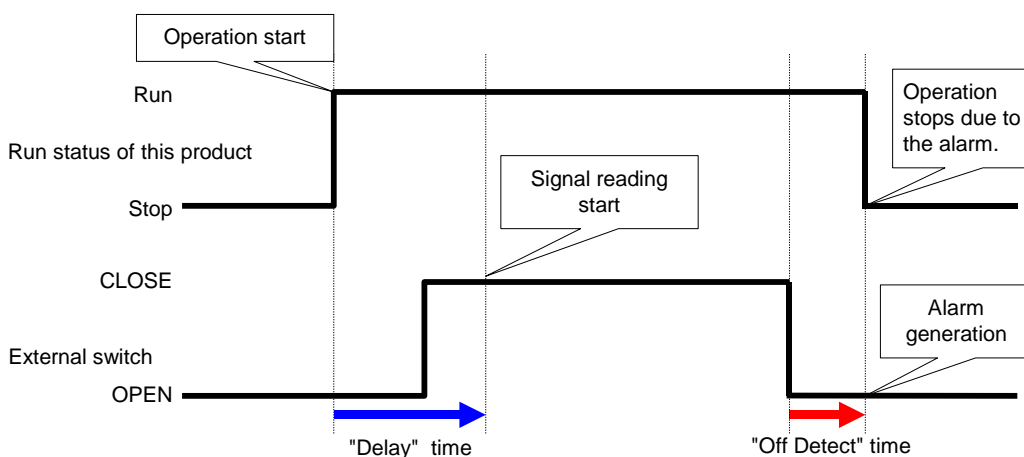 Operation start
Run
Operation
stops due to
the alarm.
Run status of this product
Signal reading
start
Stop
CLOSE
Alarm
generation
External switch
OPEN
"Delay" time
"Off Detect" time